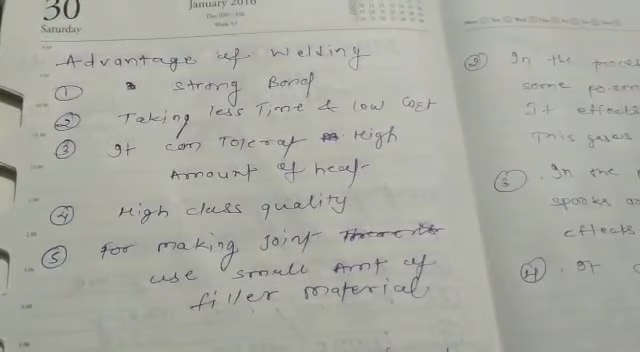 30
Saturday
January 2016
Advantage of Welding
① strong Bond
② Taking less Time & low cost
③ It can Tolerat High
Amount of heat
④ High class quality
⑤ For making Joint
use small Amt of
filler material
② In the proces
some
It effects
This gases
③ . In the
effects
④ . It